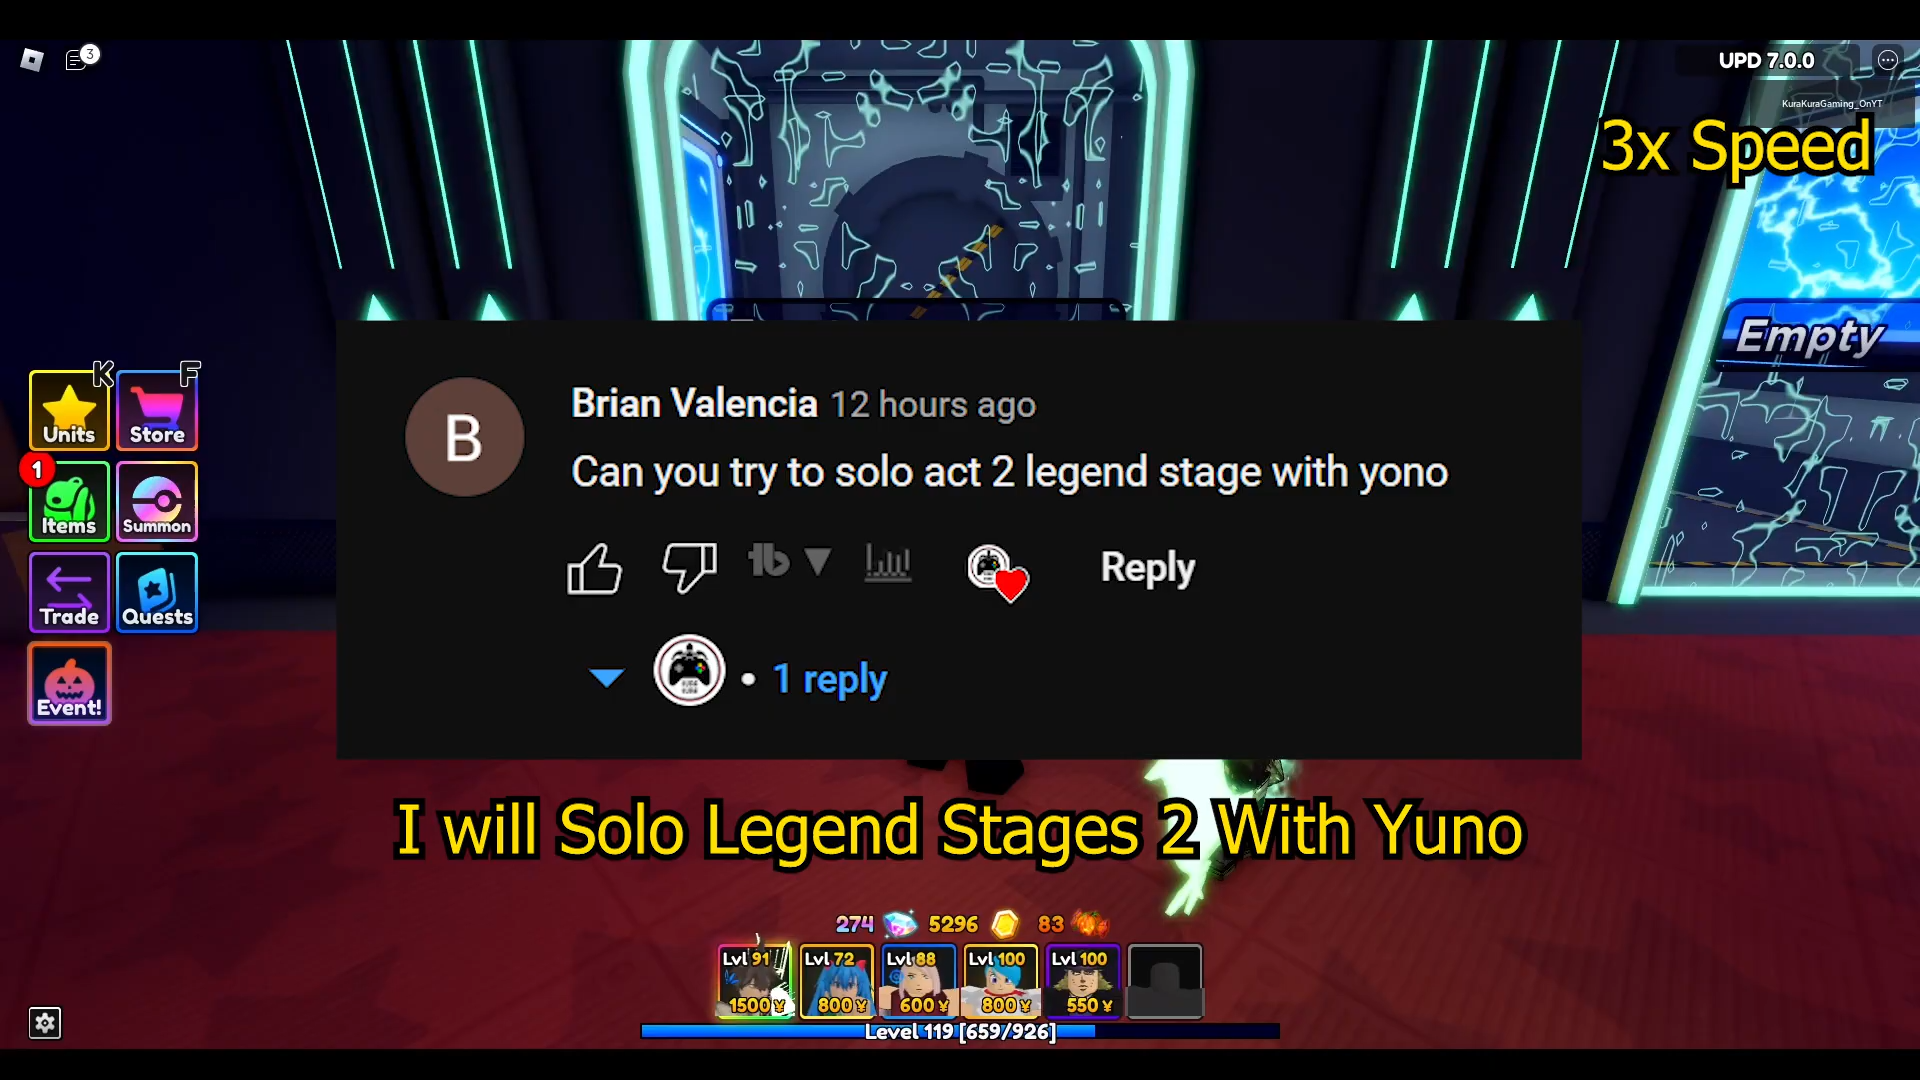 3
UPD 7.0.0
KuraKuraGaming_OnYT
3x Speed
Empty
K
F
Units
Store
1
Items
Summon
Trade
Quests
Event!
B
Brian Valencia 12 hours ago
Can you try to solo act 2 legend stage with yono
Reply
1 reply
I will Solo Legend Stages 2 With Yuno
274 5296 83
Lvl 91 Lvl 72 Lvl 88 Lvl 100 Lvl 100
1500¥ 800¥ 600¥ 800¥ 550¥
Level 119 [659/926]